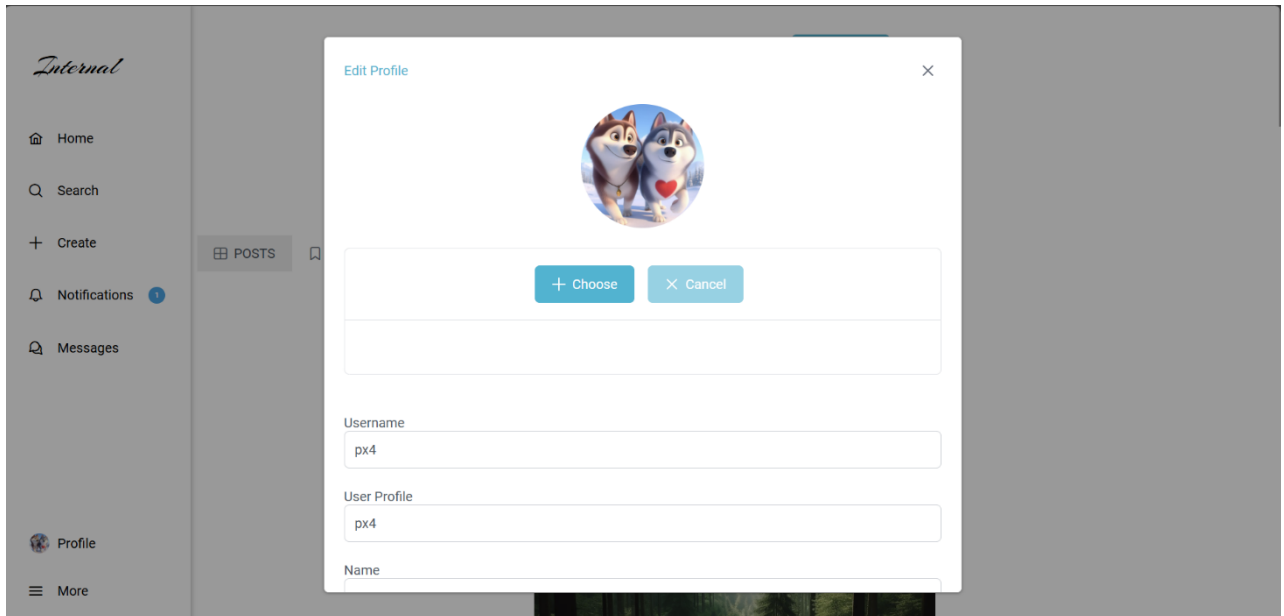 Internal
Home
Search
Create
Notifications 1
Messages
Profile
More
POSTS
Edit Profile
Choose
Cancel
Username
px4
User Profile
px4
Name